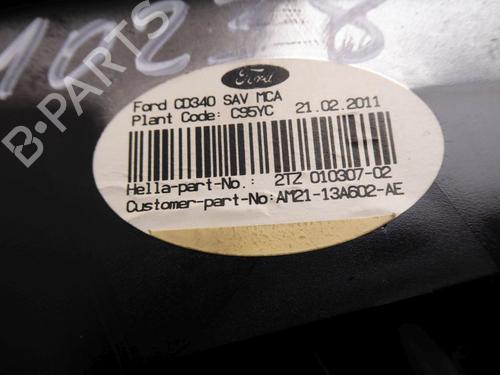 10278
B-PARTS
Ford
Ford CD340 SAV MCA
Plant Code: C95YC 21.02.2011
Hella-part-No.: 2TZ 010307-02
Customer-part-No:AM21-13A602-AE